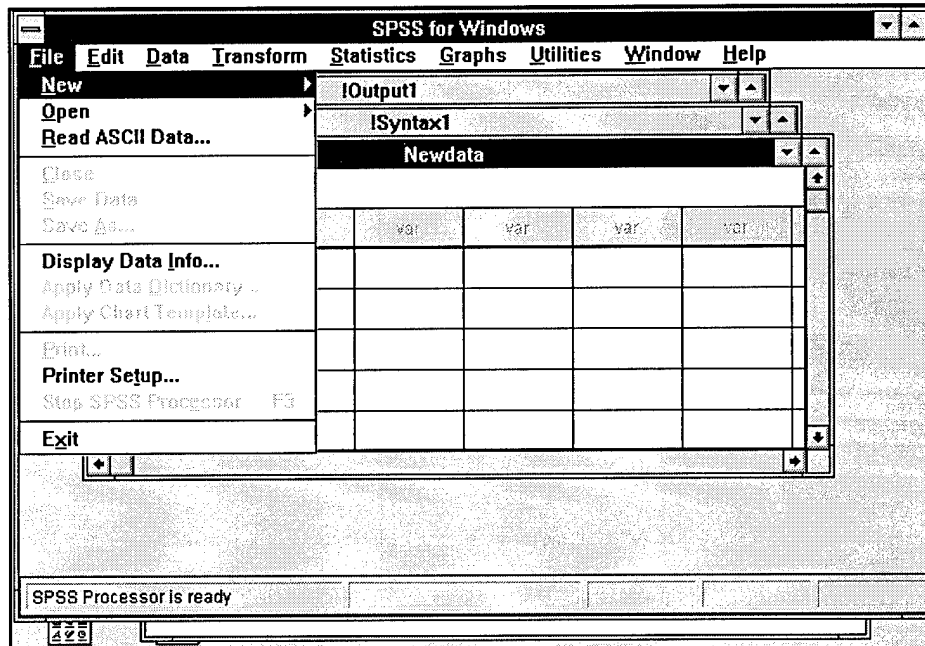 SPSS for Windows
File Edit Data Transform Statistics Graphs Utilities Window Help
New
Open
Read ASCII Data...
Close
Save Data
Save As...
Display Data Info...
Apply Data Dictionary...
Apply Chart Template...
Print...
Printer Setup...
Stop SPSS Processor F3
Exit
!Output1
!Syntax1
Newdata
var var var var
SPSS Processor is ready